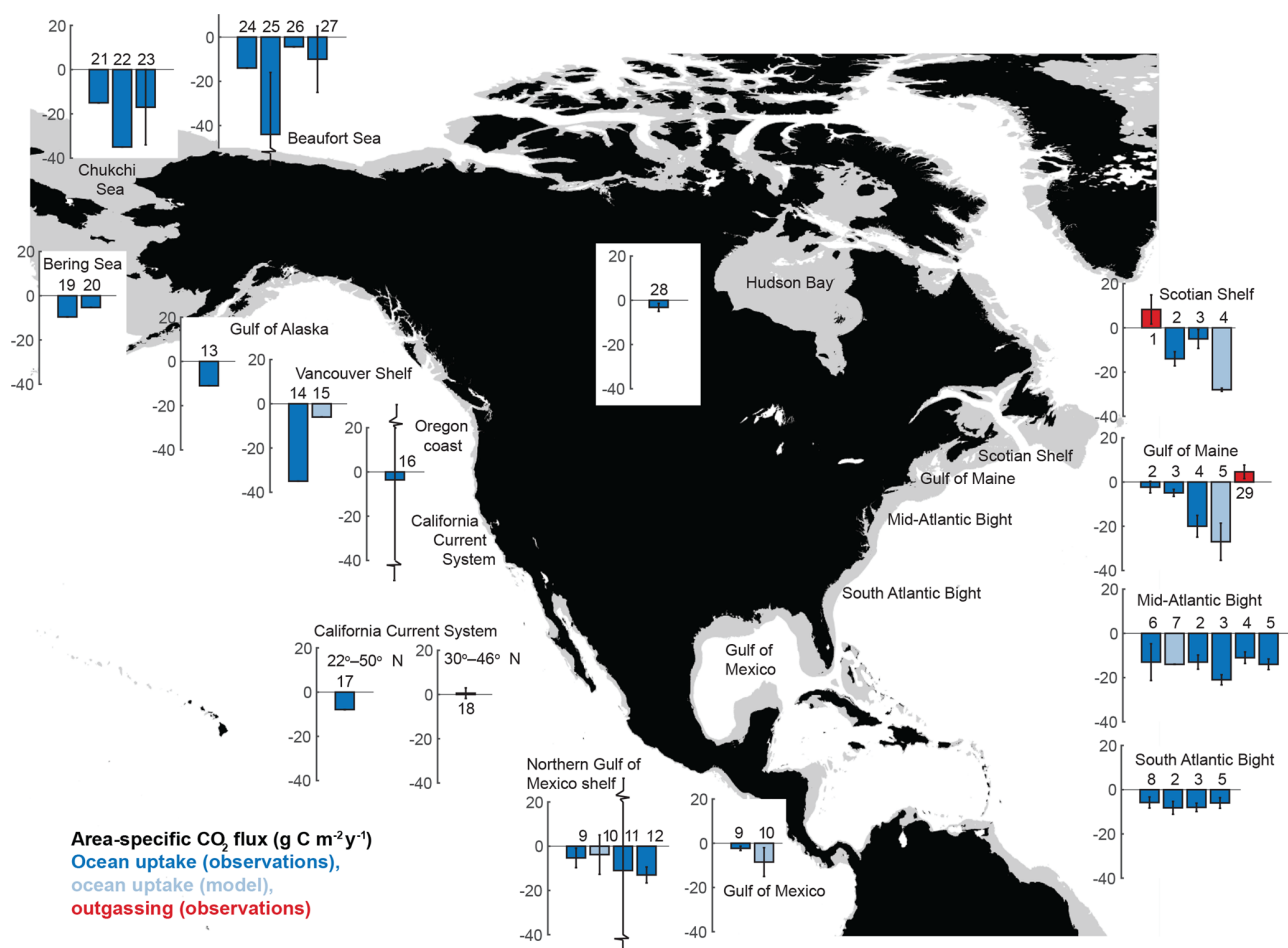 20
0
-20
-40
21 22 23
Chukchi
Sea
0
-20
-40
24 25 26 27
Beaufort Sea
20
0
-20
-40
Bering Sea
19 20
20
0
-20
-40
Gulf of Alaska
13
20
0
-20
-40
Vancouver Shelf
14 15
20
0
-20
-40
Oregon
coast
16
California
Current
System
20
0
-20
-40
28
Hudson Bay
Scotian Shelf
Gulf of Maine
Mid-Atlantic Bight
South Atlantic Bight
Gulf of
Mexico
20
0
-20
-40
Scotian Shelf
1 2 3 4
20
0
-20
-40
Gulf of Maine
2 3 4 5
29
20
0
-20
-40
Mid-Atlantic Bight
6 7 2 3 4 5
20
0
-20
-40
South Atlantic Bight
8 2 3 5
California Current System
20
0
-20
-40
22º–50º N
17
20
0
-20
-40
30º–46º N
18
Northern Gulf of
Mexico shelf
20
0
-20
-40
9 10 11 12
20
0
-20
-40
9 10
Gulf of Mexico
Area-specific CO₂ flux (g C m⁻² y⁻¹)
Ocean uptake (observations),
ocean uptake (model),
outgassing (observations)